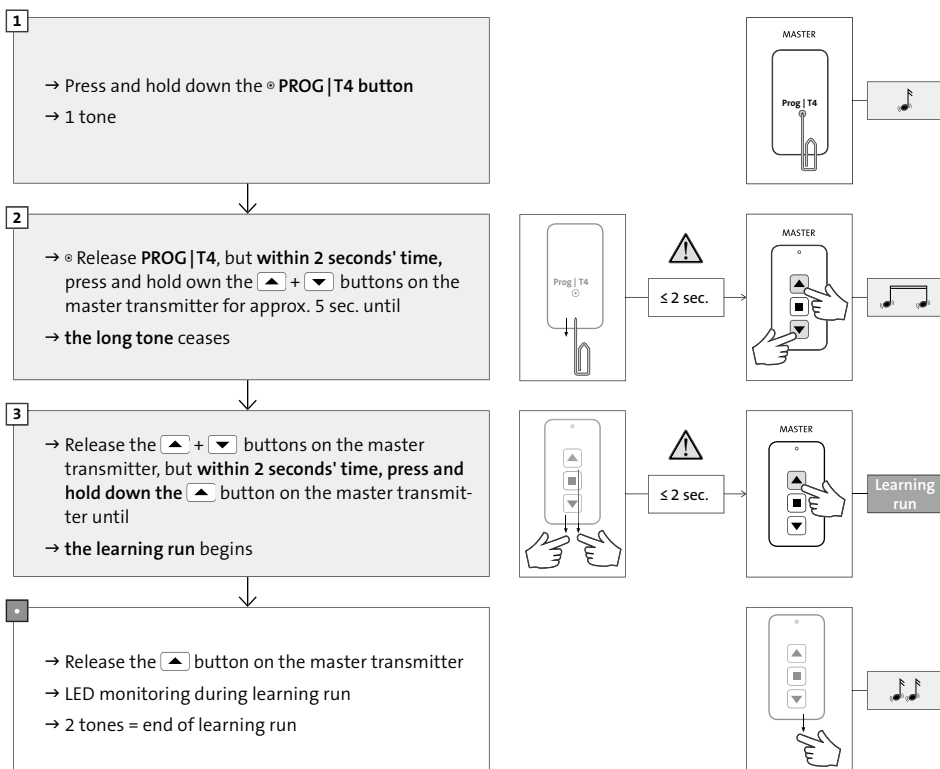 1
→ Press and hold down the ⦿ PROG|T4 button
→ 1 tone
MASTER
Prog | T4
2
→ ⦿ Release PROG|T4, but within 2 seconds' time,
press and hold own the ▲ + ▼ buttons on the
master transmitter for approx. 5 sec. until
→ the long tone ceases
Prog | T4
≤ 2 sec.
MASTER
3
→ Release the ▲ + ▼ buttons on the master
transmitter, but within 2 seconds' time, press and
hold down the ▲ button on the master transmit-
ter until
→ the learning run begins
≤ 2 sec.
MASTER
Learning
run
→ Release the ▲ button on the master transmitter
→ LED monitoring during learning run
→ 2 tones = end of learning run